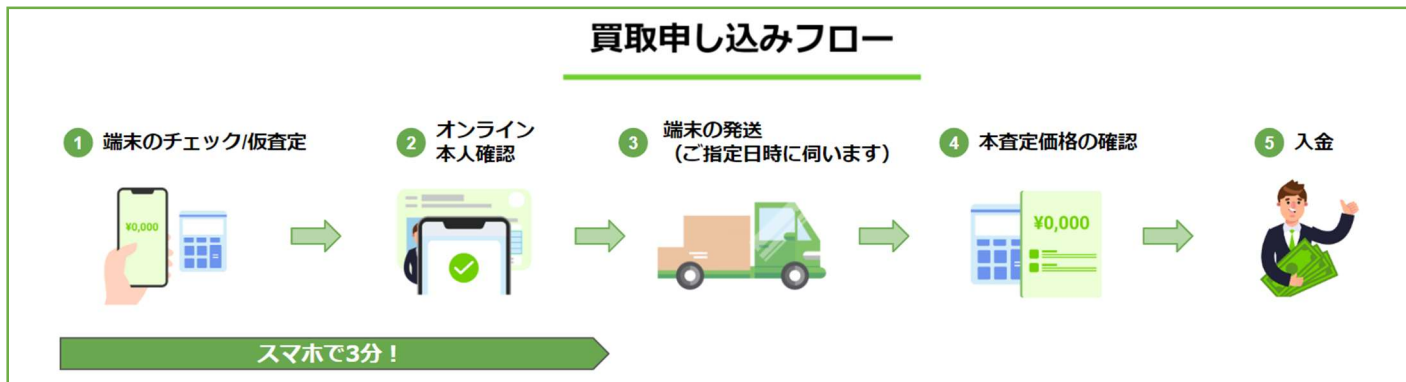 買取申し込みフロー
1 端末のチェック/仮査定
2 オンライン
本人確認
3 端末の発送
（ご指定日時に伺います）
4 本査定価格の確認
5 入金
¥0,000
¥0,000
スマホで3分！